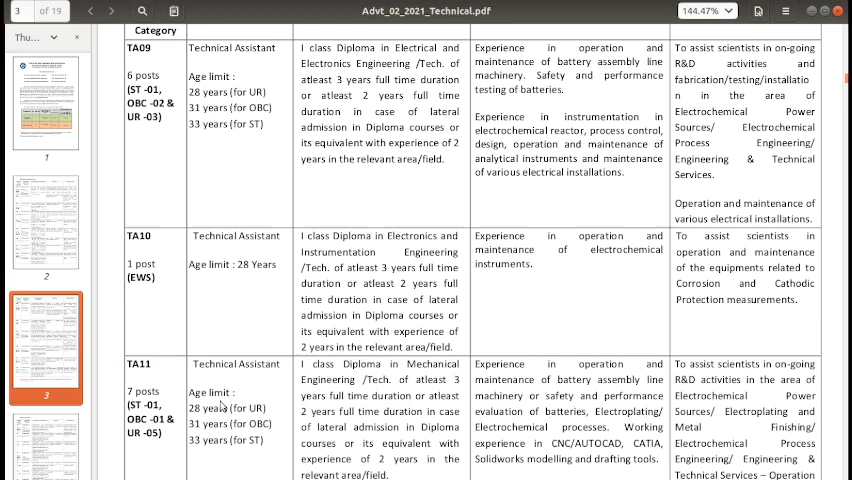 3 of 19
Advt_02_2021_Technical.pdf
144.47%
Thu...
1
2
3
Category
TA09
6 posts
(ST -01,
OBC -02 &
UR -03)
Technical Assistant
Age limit :
28 years (for UR)
31 years (for OBC)
33 years (for ST)
I class Diploma in Electrical and
Electronics Engineering /Tech. of
atleast 3 years full time duration
or atleast 2 years full time
duration in case of lateral
admission in Diploma courses or
its equivalent with experience of 2
years in the relevant area/field.
Experience in operation and
maintenance of battery assembly line
machinery. Safety and performance
testing of batteries.
Experience in instrumentation in
electrochemical reactor, process control,
design, operation and maintenance of
analytical instruments and maintenance
of various electrical installations.
To assist scientists in on-going
R&D activities and
fabrication/testing/installatio
n in the area of
Electrochemical Power
Sources/ Electrochemical
Process Engineering/
Engineering & Technical
Services.
Operation and maintenance of
various electrical installations.
TA10
1 post
(EWS)
Technical Assistant
Age limit : 28 Years
I class Diploma in Electronics and
Instrumentation Engineering
/Tech. of atleast 3 years full time
duration or atleast 2 years full
time duration in case of lateral
admission in Diploma courses or
its equivalent with experience of
2 years in the relevant area/field.
Experience in operation and
maintenance of electrochemical
instruments.
To assist scientists in
operation and maintenance
of the equipments related to
Corrosion and Cathodic
Protection measurements.
TA11
7 posts
(ST -01,
OBC -01 &
UR -05)
Technical Assistant
Age limit :
28 years (for UR)
31 years (for OBC)
33 years (for ST)
I class Diploma in Mechanical
Engineering /Tech. of atleast 3
years full time duration or atleast
2 years full time duration in case
of lateral admission in Diploma
courses or its equivalent with
experience of 2 years in the
relevant area/field.
Experience in operation and
maintenance of battery assembly line
machinery or safety and performance
evaluation of batteries, Electroplating/
Electrochemical processes. Working
experience in CNC/AUTOCAD, CATIA,
Solidworks modelling and drafting tools.
To assist scientists in on-going
R&D activities in the area of
Electrochemical Power
Sources/ Electroplating and
Metal Finishing/
Electrochemical Process
Engineering/ Engineering &
Technical Services – Operation